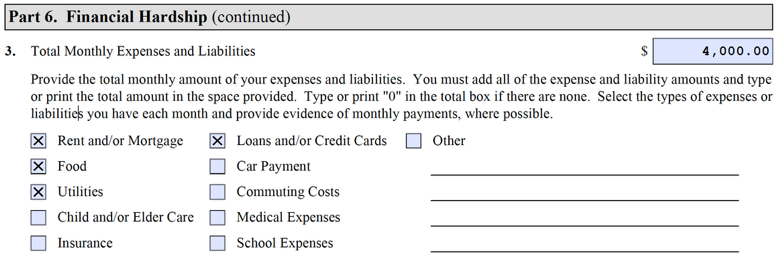 Part 6. Financial Hardship (continued)
3. Total Monthly Expenses and Liabilities $ 4,000.00
Provide the total monthly amount of your expenses and liabilities. You must add all of the expense and liability amounts and type
or print the total amount in the space provided. Type or print "0" in the total box if there are none. Select the types of expenses or
liabilities you have each month and provide evidence of monthly payments, where possible.
Rent and/or Mortgage Loans and/or Credit Cards Other
Food Car Payment
Utilities Commuting Costs
Child and/or Elder Care Medical Expenses
Insurance School Expenses